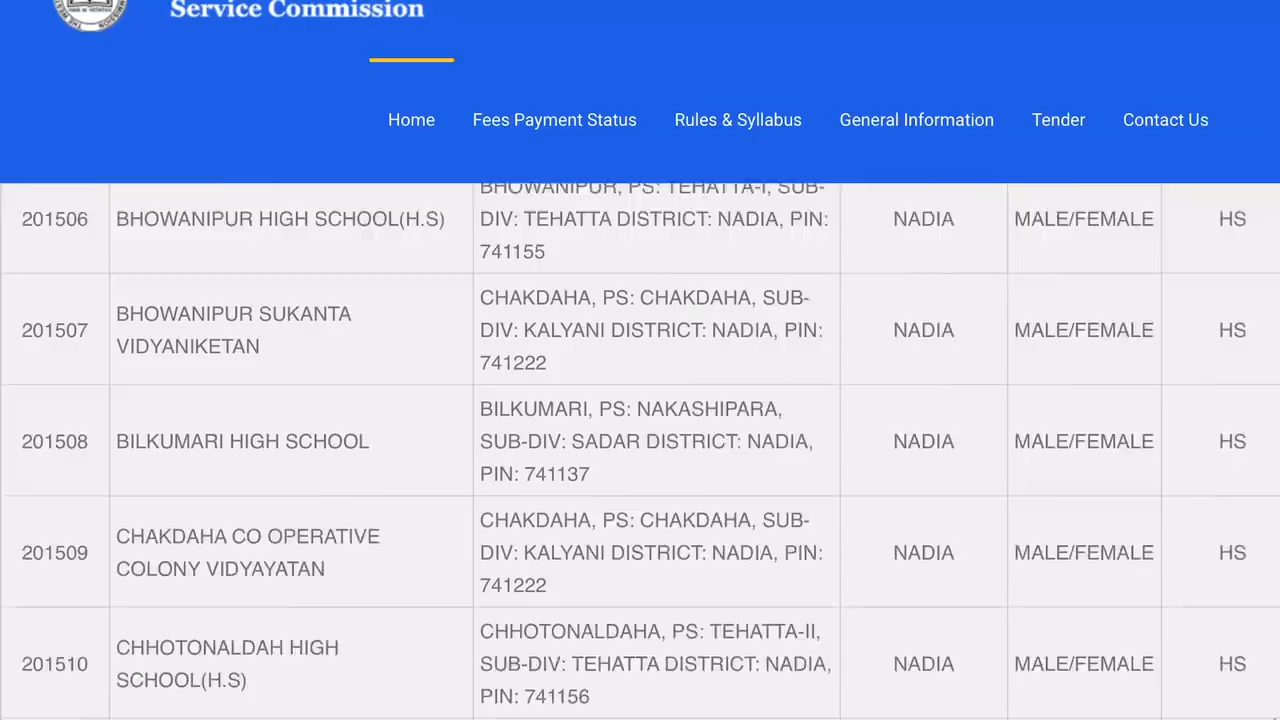 Service Commission
Home Fees Payment Status Rules & Syllabus General Information Tender Contact Us
BHOWANIPUR, PS: TEHATTA-I, SUB-
201506 BHOWANIPUR HIGH SCHOOL(H.S) DIV: TEHATTA DISTRICT: NADIA, PIN: NADIA MALE/FEMALE HS
741155
CHAKDAHA, PS: CHAKDAHA, SUB-
BHOWANIPUR SUKANTA
201507 DIV: KALYANI DISTRICT: NADIA, PIN: NADIA MALE/FEMALE HS
VIDYANIKETAN
741222
BILKUMARI, PS: NAKASHIPARA,
201508 BILKUMARI HIGH SCHOOL SUB-DIV: SADAR DISTRICT: NADIA, NADIA MALE/FEMALE HS
PIN: 741137
CHAKDAHA, PS: CHAKDAHA, SUB-
CHAKDAHA CO OPERATIVE
201509 DIV: KALYANI DISTRICT: NADIA, PIN: NADIA MALE/FEMALE HS
COLONY VIDYAYATAN
741222
CHHOTONALDAHA, PS: TEHATTA-II,
CHHOTONALDAH HIGH
201510 SUB-DIV: TEHATTA DISTRICT: NADIA, NADIA MALE/FEMALE HS
SCHOOL(H.S)
PIN: 741156